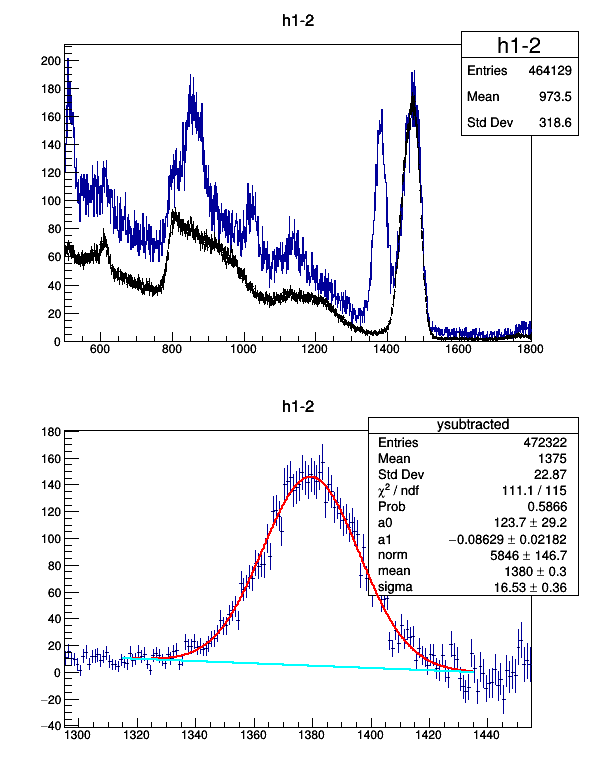 h1-2
h1-2
Entries 464129
Mean 973.5
Std Dev 318.6
200
180
160
140
120
100
80
60
40
20
0
600 800 1000 1200 1400 1600 1800
h1-2
ysubtracted
Entries 472322
Mean 1375
Std Dev 22.87
χ² / ndf 111.1 / 115
Prob 0.5866
a0 123.7 ± 29.2
a1 −0.08629 ± 0.02182
norm 5846 ± 146.7
mean 1380 ± 0.3
sigma 16.53 ± 0.36
180
160
140
120
100
80
60
40
20
0
−20
−40
1300 1320 1340 1360 1380 1400 1420 1440